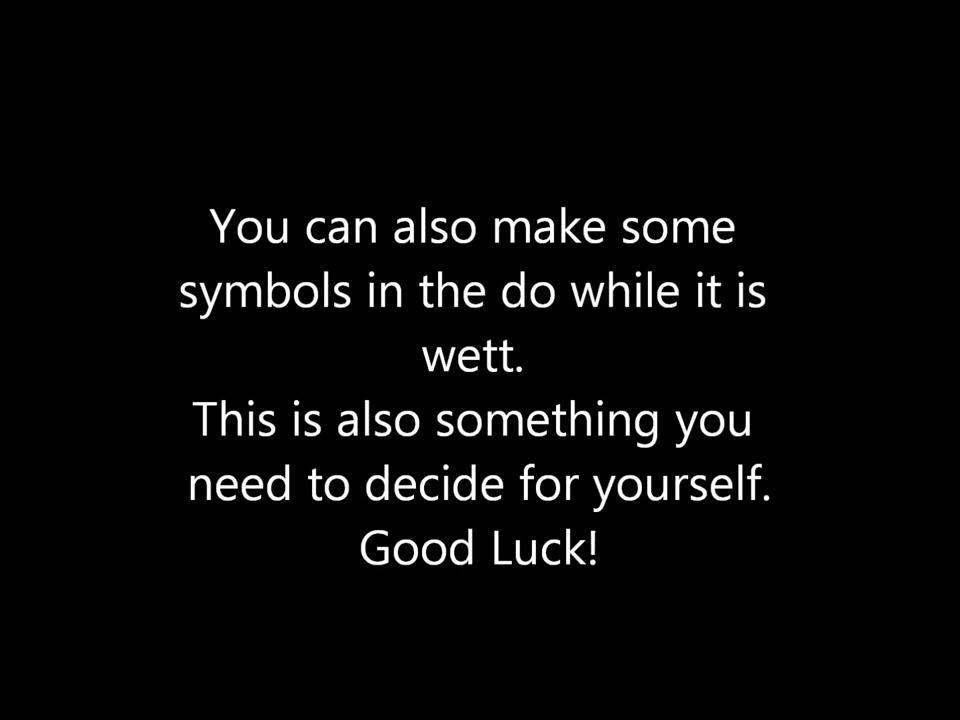 You can also make some
symbols in the do while it is
wett.
This is also something you
need to decide for yourself.
Good Luck!